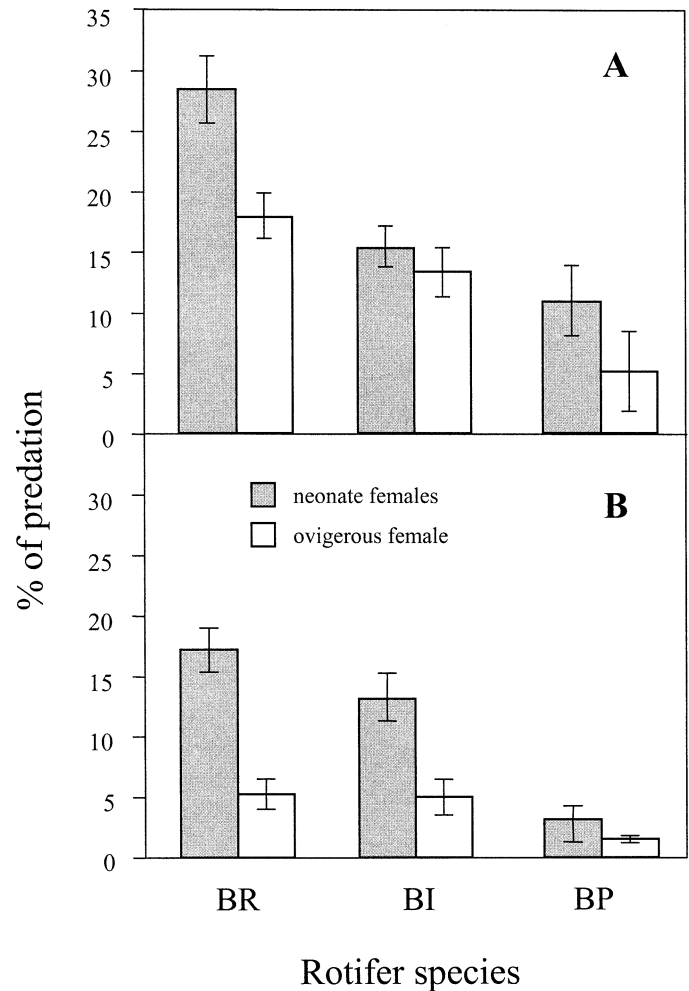 35
30
25
20
15
10
5
0
A
% of predation
30
25
20
15
10
5
0
B
neonate females
ovigerous female
BR BI BP
Rotifer species